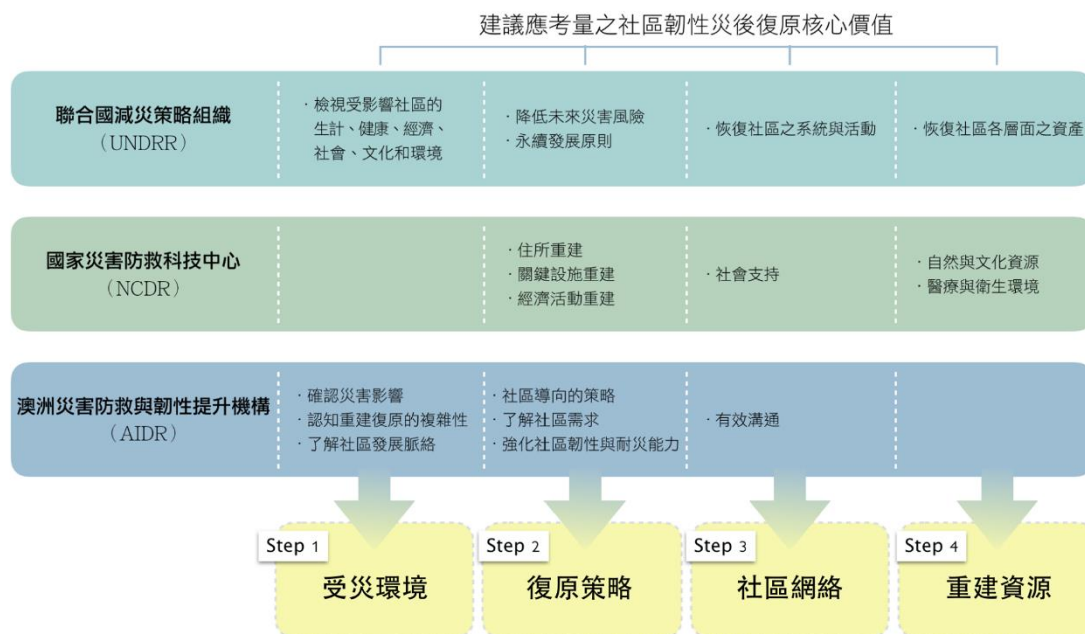 建議應考量之社區韌性災後復原核心價值
聯合國減災策略組織
（UNDRR）
・檢視受影響社區的
生計、健康、經濟、
社會、文化和環境
・降低未來災害風險
・永續發展原則
・恢復社區之系統與活動
・恢復社區各層面之資產
國家災害防救科技中心
（NCDR）
・住所重建
・關鍵設施重建
・經濟活動重建
・社會支持
・自然與文化資源
・醫療與衛生環境
澳洲災害防救與韌性提升機構
（AIDR）
・確認災害影響
・認知重建復原的複雜性
・了解社區發展脈絡
・社區導向的策略
・了解社區需求
・強化社區韌性與耐災能力
・有效溝通
Step 1
受災環境
Step 2
復原策略
Step 3
社區網絡
Step 4
重建資源